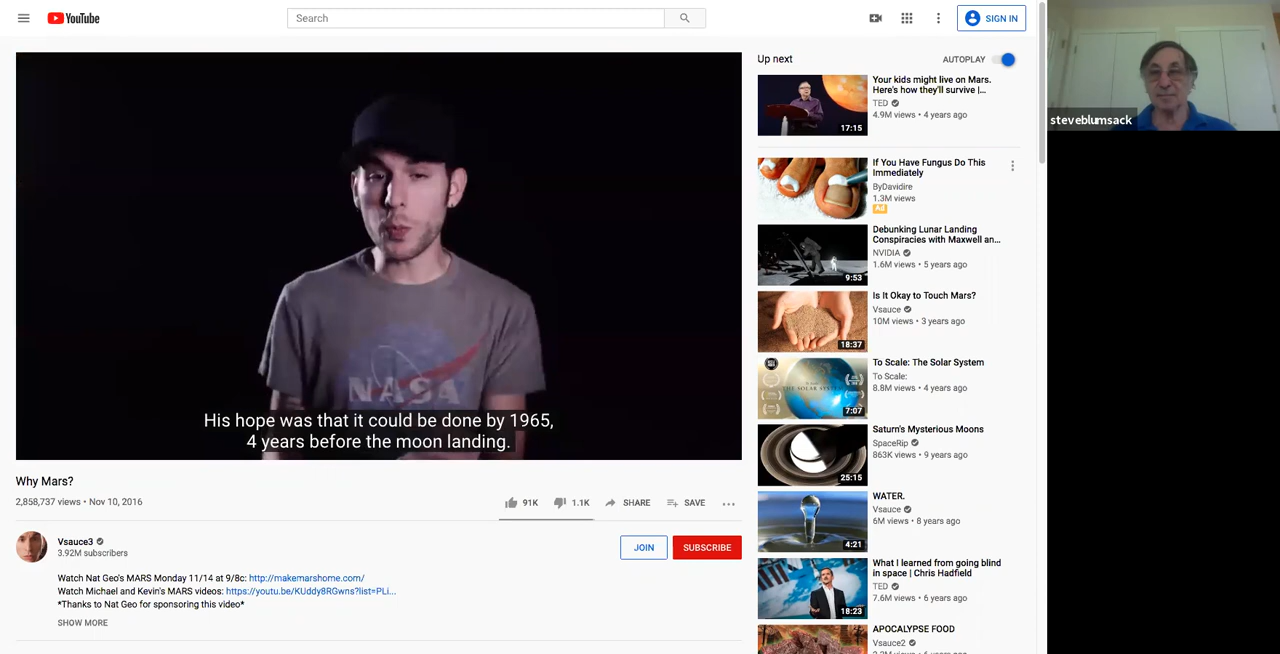 YouTube
Search
SIGN IN
NASA
His hope was that it could be done by 1965,
4 years before the moon landing.
Why Mars?
2,858,737 views • Nov 10, 2016
91K
1.1K
SHARE
SAVE
Vsauce3
3.92M subscribers
JOIN
SUBSCRIBE
Watch Nat Geo's MARS Monday 11/14 at 9/8c: http://makemarshome.com/
Watch Michael and Kevin's MARS videos: https://youtu.be/KUddy8RGwns?list=PLi...
*Thanks to Nat Geo for sponsoring this video*
SHOW MORE
Up next
AUTOPLAY
17:15
Your kids might live on Mars.
Here's how they'll survive |...
TED
4.9M views • 4 years ago
If You Have Fungus Do This
Immediately
ByDavidire
1.3M views
Ad
9:53
Debunking Lunar Landing
Conspiracies with Maxwell an...
NVIDIA
1.6M views • 5 years ago
18:37
Is It Okay to Touch Mars?
Vsauce
10M views • 3 years ago
THE SOLAR SYSTEM
7:07
To Scale: The Solar System
To Scale:
8.8M views • 4 years ago
25:15
Saturn's Mysterious Moons
SpaceRip
863K views • 9 years ago
4:21
WATER.
Vsauce
6M views • 8 years ago
18:23
What I learned from going blind
in space | Chris Hadfield
TED
7.6M views • 6 years ago
APOCALYPSE FOOD
Vsauce2
steveblumsack